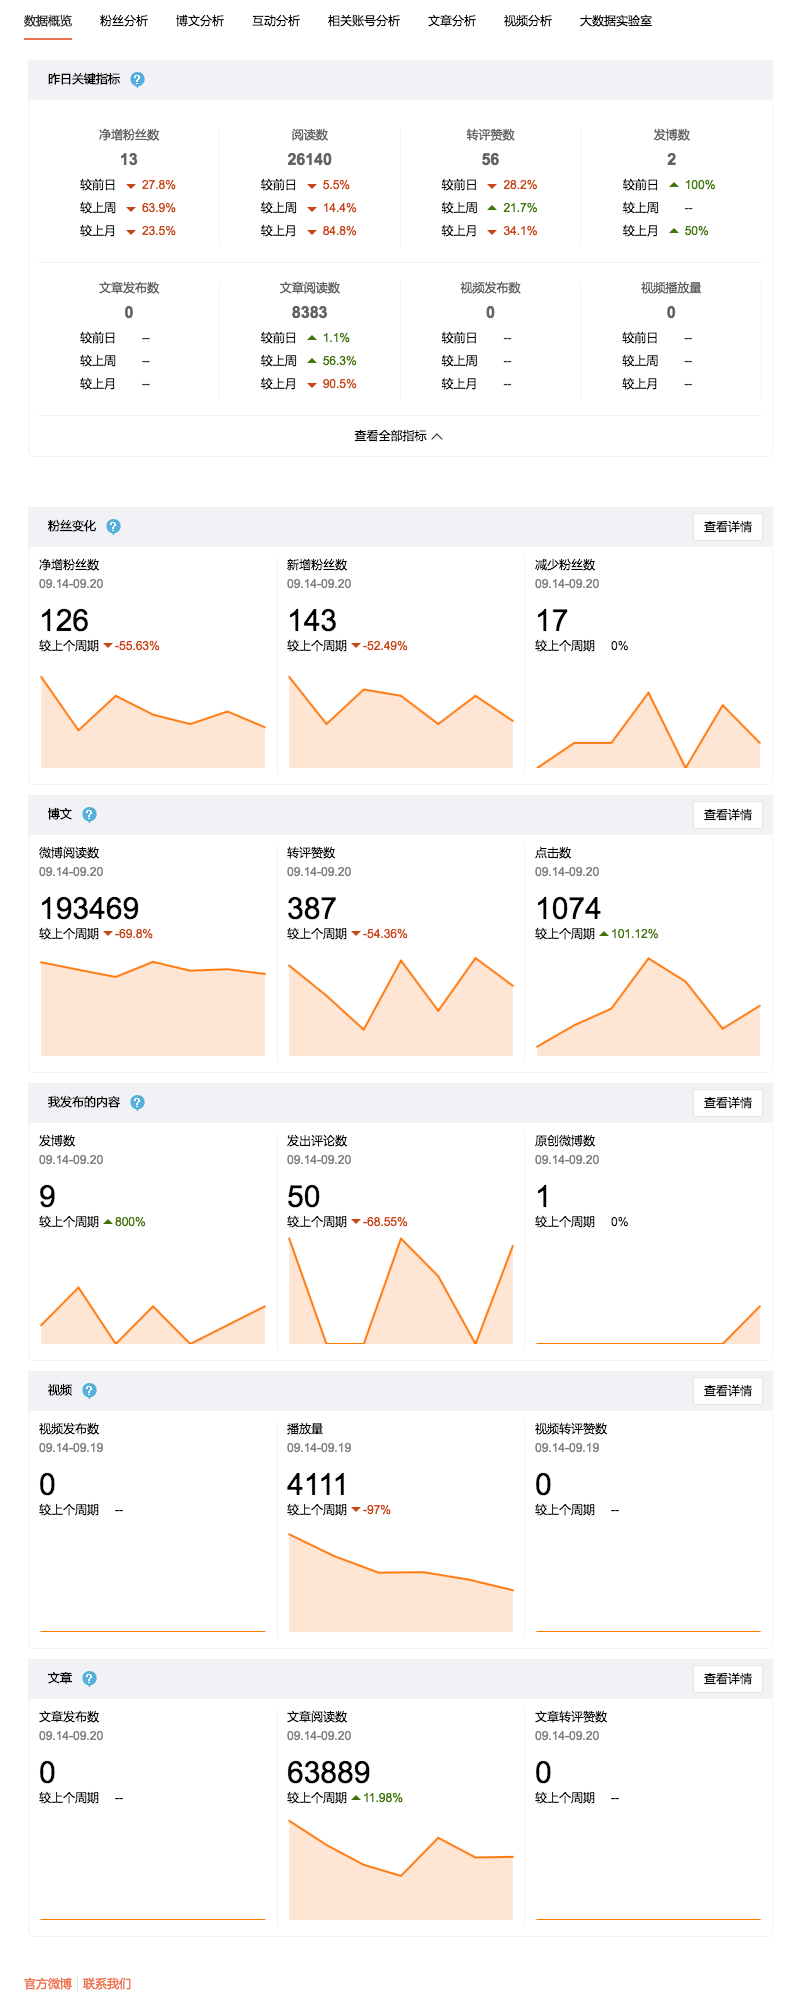 数据概览 粉丝分析 博文分析 互动分析 相关账号分析 文章分析 视频分析 大数据实验室
昨日关键指标 ?
净增粉丝数 阅读数 转评赞数 发博数
13 26140 56 2
较前日 27.8% 较前日 5.5% 较前日 28.2% 较前日 100%
较上周 63.9% 较上周 14.4% 较上周 21.7% 较上周 --
较上月 23.5% 较上月 84.8% 较上月 34.1% 较上月 50%
文章发布数 文章阅读数 视频发布数 视频播放量
0 8383 0 0
较前日 -- 较前日 1.1% 较前日 -- 较前日 --
较上周 -- 较上周 56.3% 较上周 -- 较上周 --
较上月 -- 较上月 90.5% 较上月 -- 较上月 --
查看全部指标
粉丝变化 ? 查看详情
净增粉丝数 新增粉丝数 减少粉丝数
09.14-09.20 09.14-09.20 09.14-09.20
126 143 17
较上个周期 -55.63% 较上个周期 -52.49% 较上个周期 0%
博文 ? 查看详情
微博阅读数 转评赞数 点击数
09.14-09.20 09.14-09.20 09.14-09.20
193469 387 1074
较上个周期 -69.8% 较上个周期 -54.36% 较上个周期 101.12%
我发布的内容 ? 查看详情
发博数 发出评论数 原创微博数
09.14-09.20 09.14-09.20 09.14-09.20
9 50 1
较上个周期 800% 较上个周期 -68.55% 较上个周期 0%
视频 ? 查看详情
视频发布数 播放量 视频转评赞数
09.14-09.19 09.14-09.19 09.14-09.19
0 4111 0
较上个周期 -- 较上个周期 -97% 较上个周期 --
文章 ? 查看详情
文章发布数 文章阅读数 文章转评赞数
09.14-09.20 09.14-09.20 09.14-09.20
0 63889 0
较上个周期 -- 较上个周期 11.98% 较上个周期 --
官方微博 | 联系我们